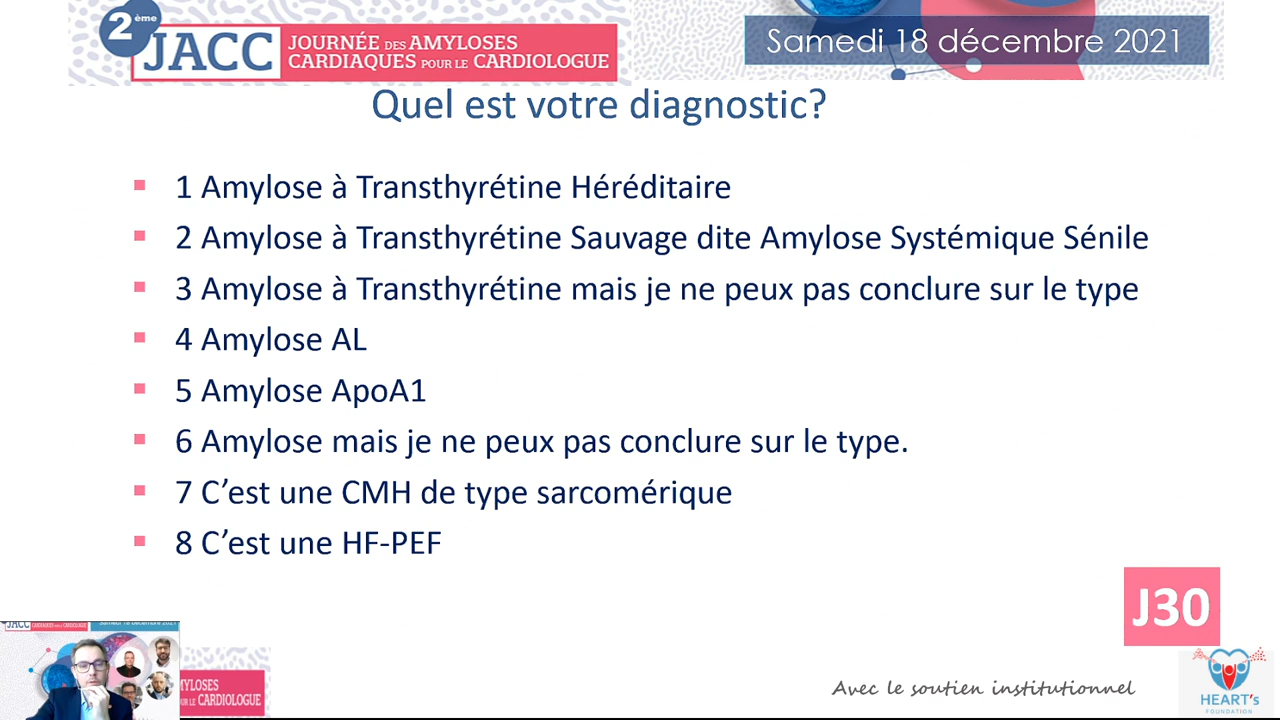 2ème
JACC
JOURNÉE DES AMYLOSES
CARDIAQUES POUR LE CARDIOLOGUE
Samedi 18 décembre 2021
Quel est votre diagnostic?
1 Amylose à Transthyrétine Héréditaire
2 Amylose à Transthyrétine Sauvage dite Amylose Systémique Sénile
3 Amylose à Transthyrétine mais je ne peux pas conclure sur le type
4 Amylose AL
5 Amylose ApoA1
6 Amylose mais je ne peux pas conclure sur le type.
7 C’est une CMH de type sarcomérique
8 C’est une HF-PEF
J30
JACC
MYLOSES
CARDIOLOGUE
Avec le soutien institutionnel
HEART's
FOUNDATION